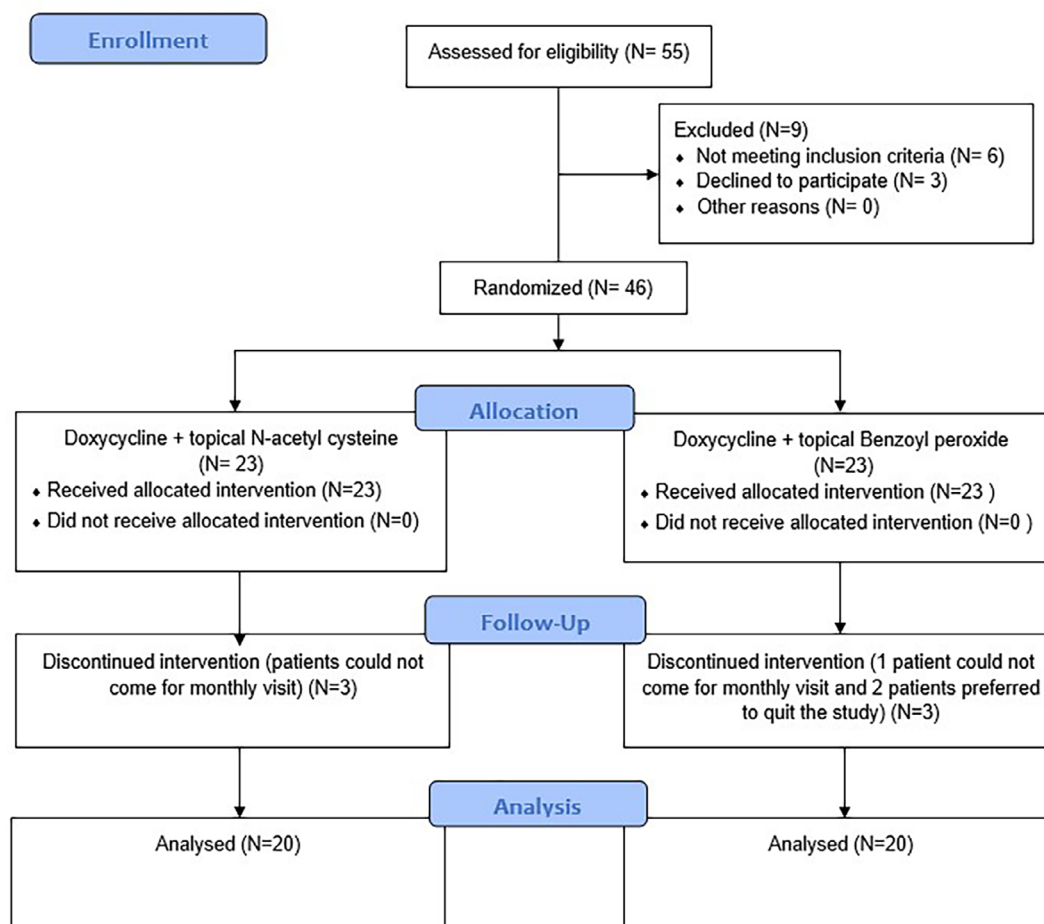 Enrollment
Assessed for eligibility (N= 55)
Excluded (N=9)
♦ Not meeting inclusion criteria (N= 6)
♦ Declined to participate (N= 3)
♦ Other reasons (N= 0)
Randomized (N= 46)
Allocation
Doxycycline + topical N-acetyl cysteine
(N= 23)
♦ Received allocated intervention (N=23)
♦ Did not receive allocated intervention (N=0)
Doxycycline + topical Benzoyl peroxide
(N=23)
♦ Received allocated intervention (N=23 )
♦ Did not receive allocated intervention (N=0 )
Follow-Up
Discontinued intervention (patients could not
come for monthly visit) (N=3)
Discontinued intervention (1 patient could not
come for monthly visit and 2 patients preferred
to quit the study) (N=3)
Analysis
Analysed (N=20)
Analysed (N=20)